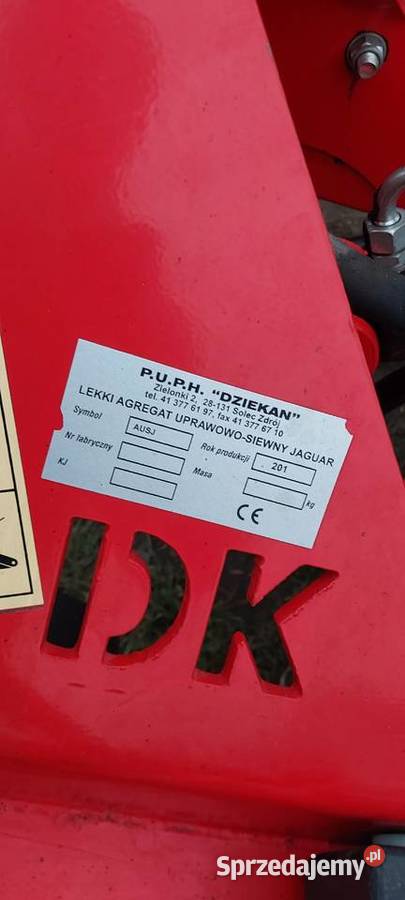 P.U.P.H. "DZIEKAN"
Zielonki 2, 28-131 Solec Zdrój
tel. 41 377 61 97, fax 41 377 67 10
LEKKI AGREGAT UPRAWOWO-SIEWNY JAGUAR
Symbol AUSJ Rok produkcji 201
Nr fabryczny Masa kg
KJ CE
DK
Sprzedajemy.pl